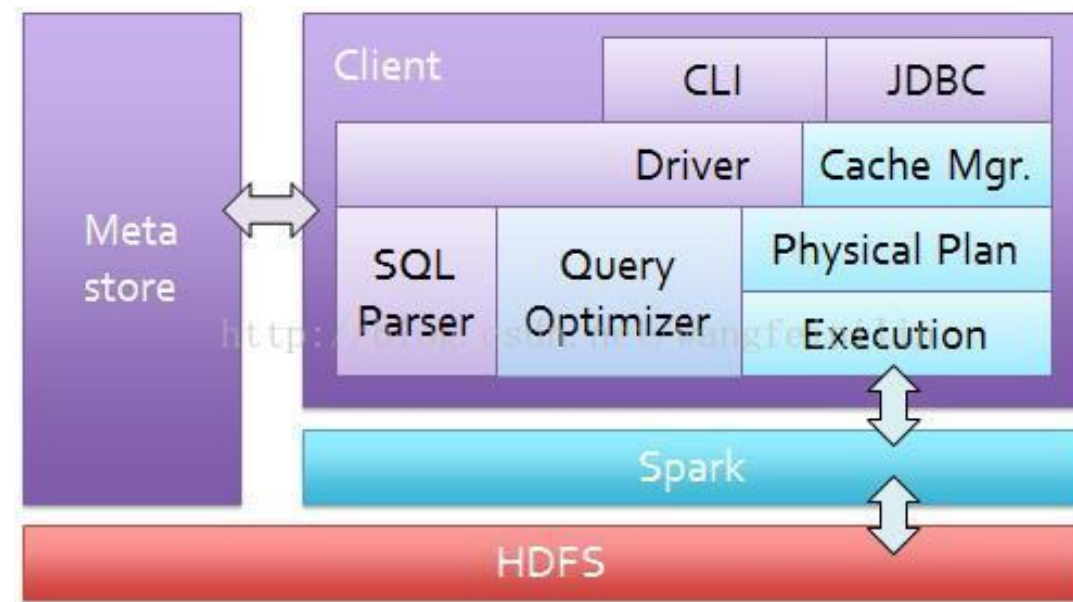 Client
CLI
JDBC
Driver
Cache Mgr.
Meta
store
SQL
Parser
Query
Optimizer
Physical Plan
Execution
Spark
HDFS